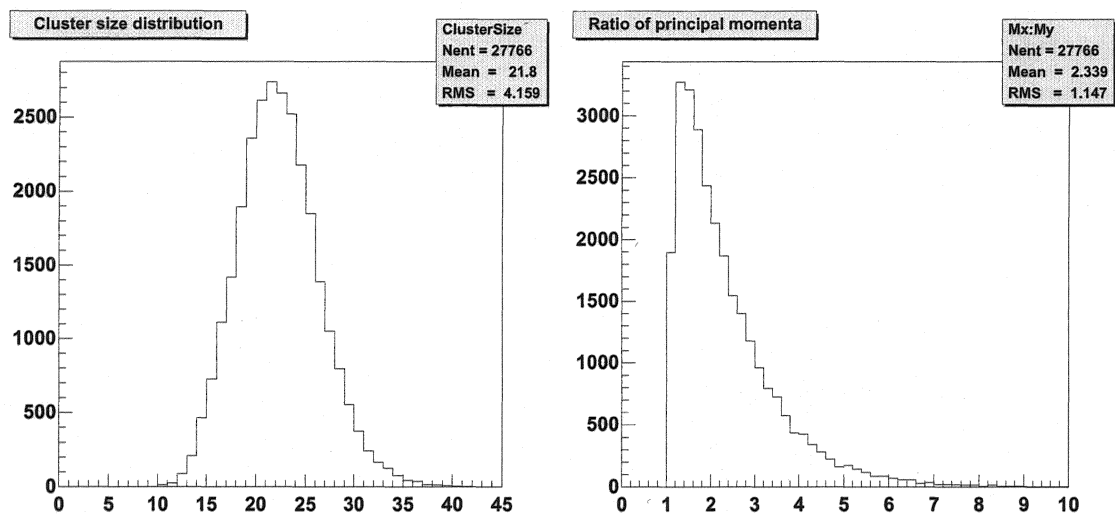 Cluster size distribution
ClusterSize
Nent = 27766
Mean = 21.8
RMS = 4.159
2500
2000
1500
1000
500
0
0 5 10 15 20 25 30 35 40 45
Ratio of principal momenta
Mx:My
Nent = 27766
Mean = 2.339
RMS = 1.147
3000
2500
2000
1500
1000
500
0
0 1 2 3 4 5 6 7 8 9 10